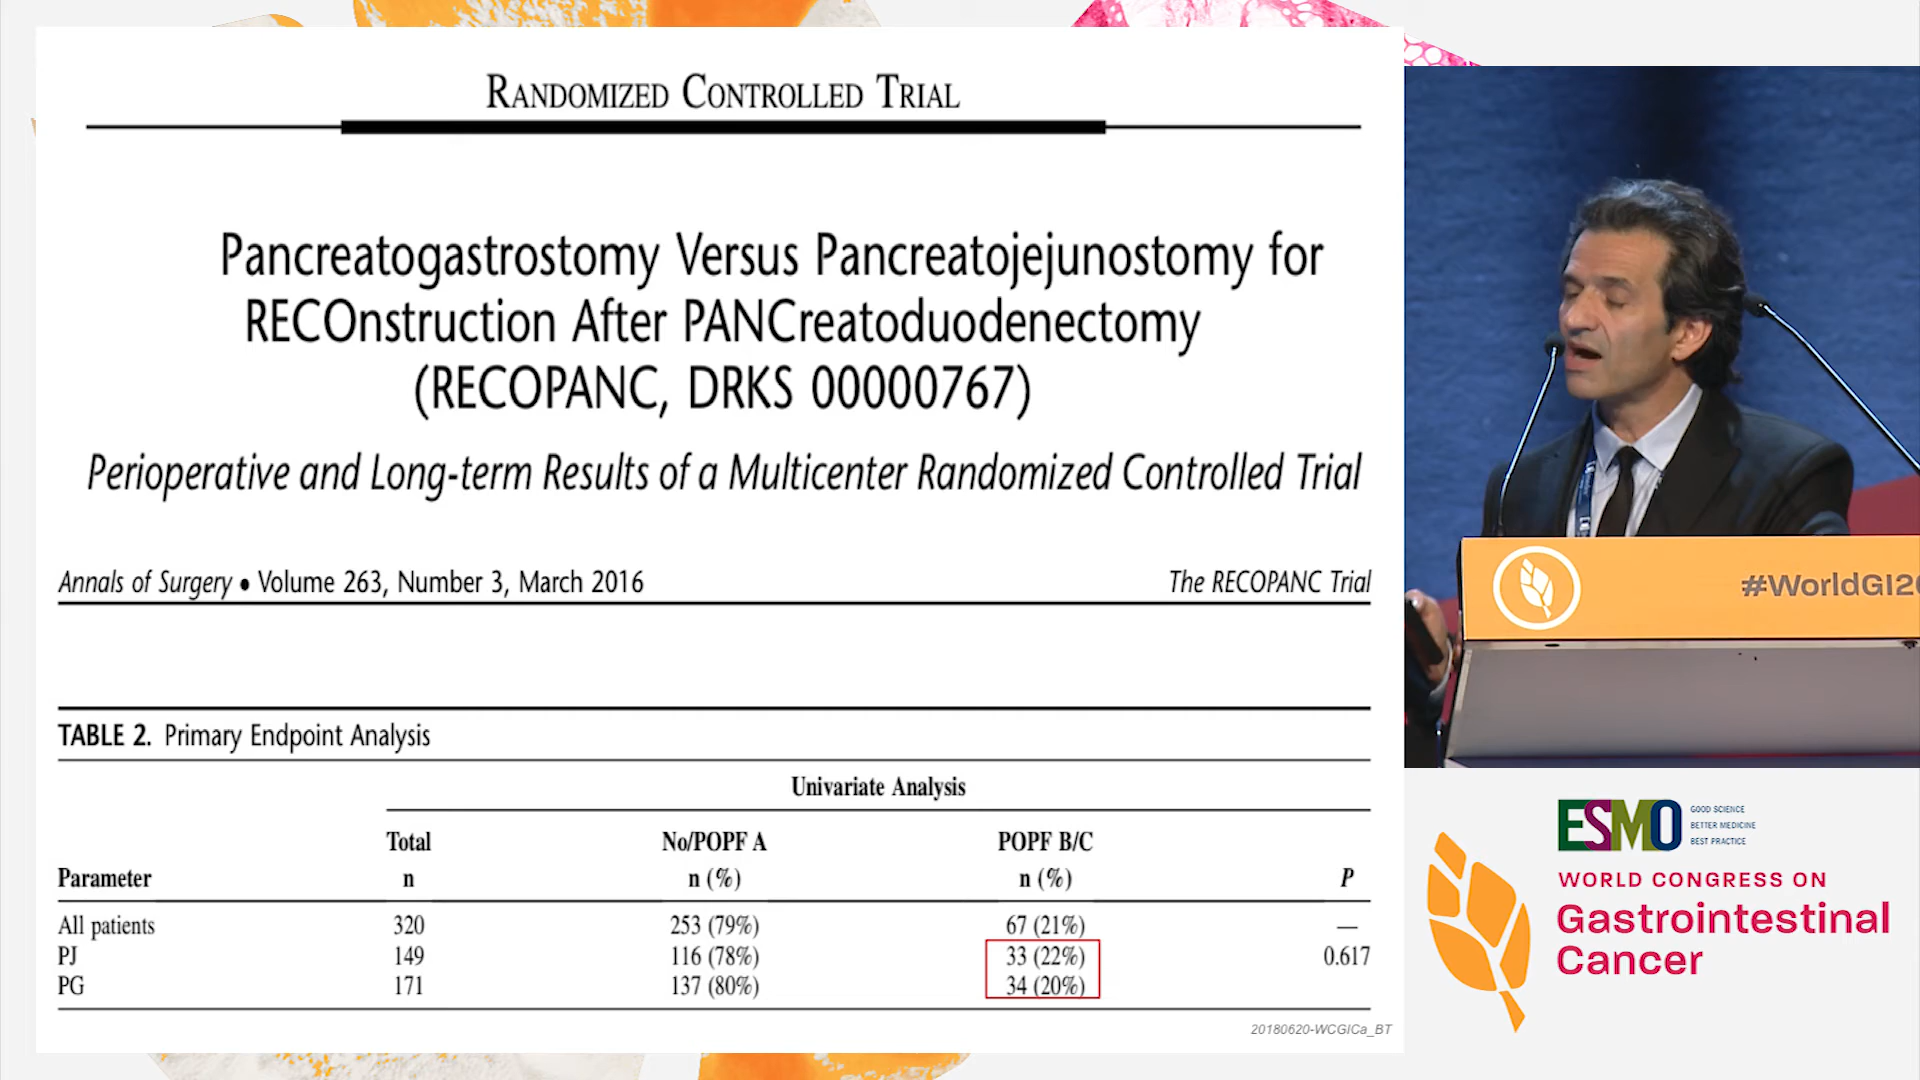 RANDOMIZED CONTROLLED TRIAL
Pancreatogastrostomy Versus Pancreatojejunostomy for
RECOnstruction After PANCreatoduodenectomy
(RECOPANC, DRKS 00000767)
Perioperative and Long-term Results of a Multicenter Randomized Controlled Trial
Annals of Surgery • Volume 263, Number 3, March 2016 The RECOPANC Trial
TABLE 2. Primary Endpoint Analysis
Univariate Analysis
Total No/POPF A POPF B/C
Parameter n n (%) n (%) P
All patients 320 253 (79%) 67 (21%) —
PJ 149 116 (78%) 33 (22%) 0.617
PG 171 137 (80%) 34 (20%)
20180620-WCGICa_BT
#WorldGI20
ESMO
GOOD SCIENCE
BETTER MEDICINE
BEST PRACTICE
WORLD CONGRESS ON
Gastrointestinal
Cancer